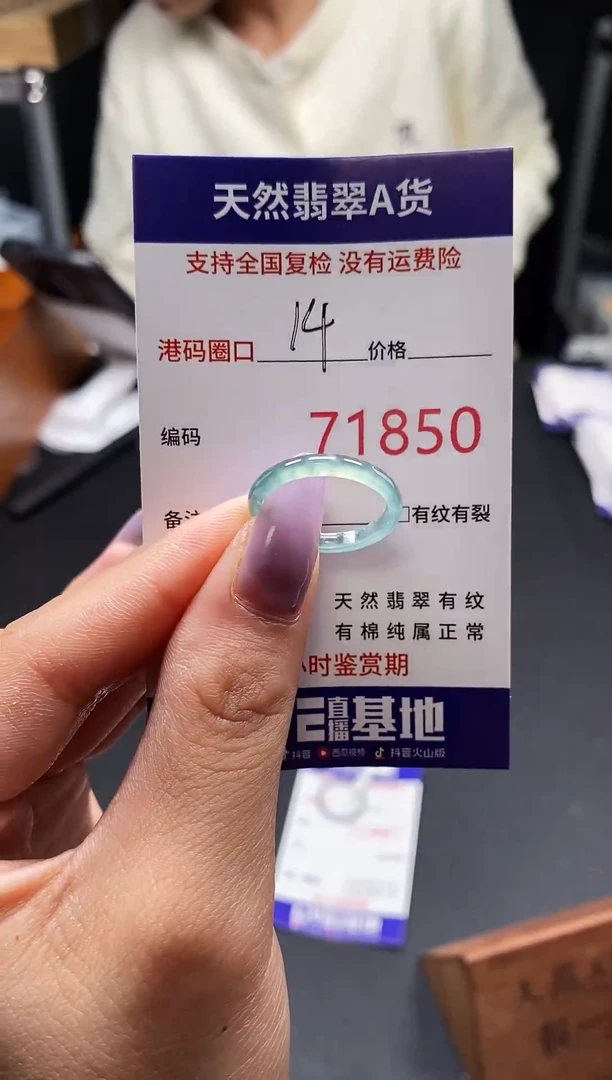 天然翡翠A货
支持全国复检 没有运费险
港码圈口 14 价格
编码 71850
备 □有纹有裂
天然翡翠有纹
有棉纯属正常
时鉴赏期
直播基地
抖音 西瓜视频 抖音火山版